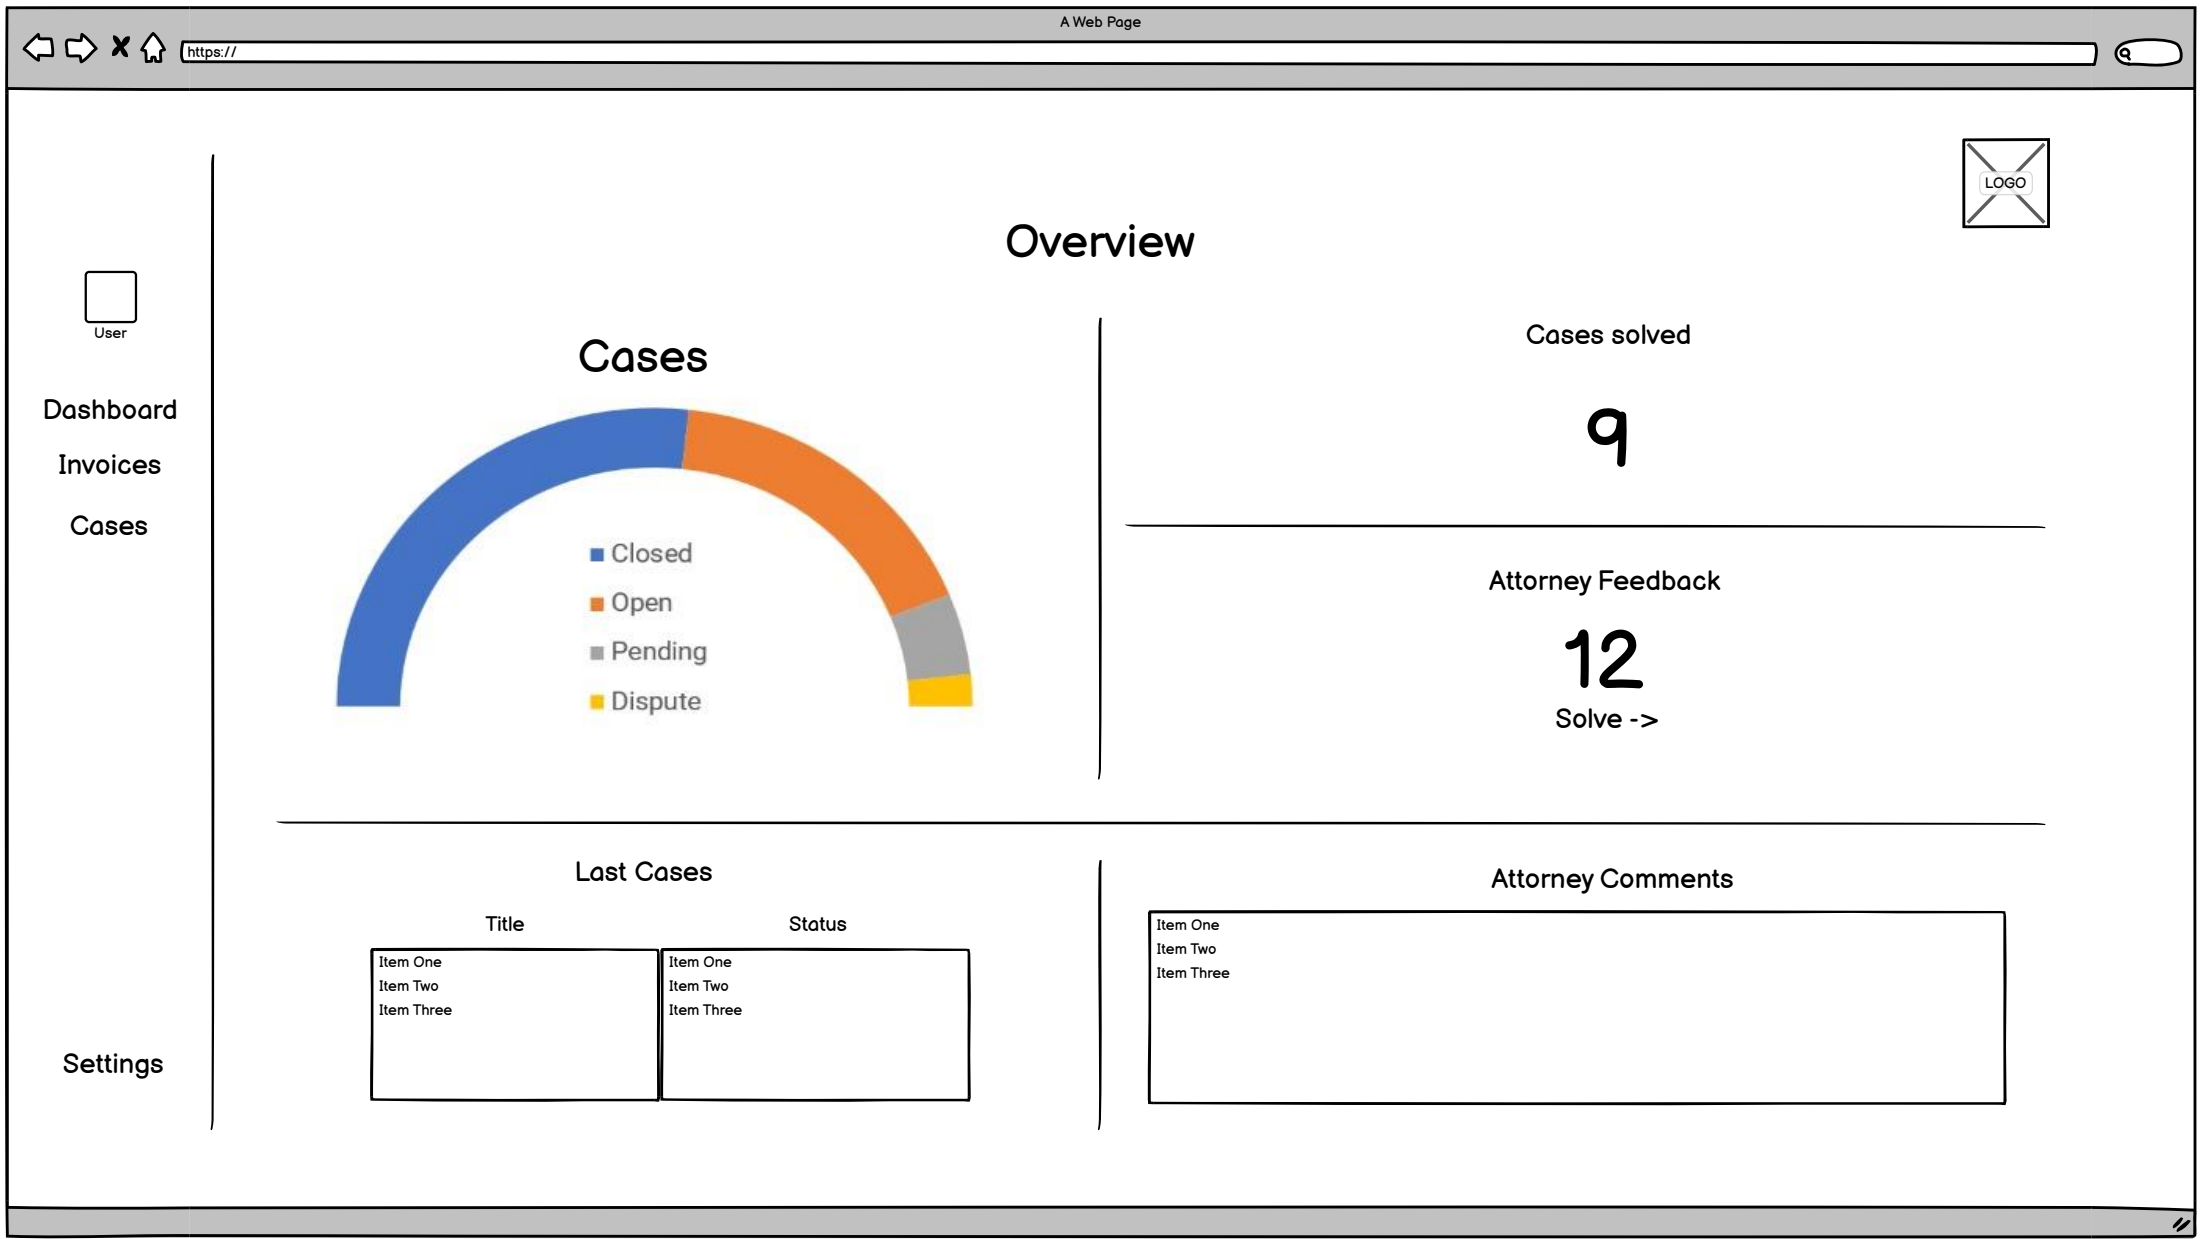 A Web Page
https://
LOGO
Overview
User
Dashboard
Invoices
Cases
Settings
Cases
Closed
Open
Pending
Dispute
Cases solved
9
Attorney Feedback
12
Solve ->
Last Cases
Title
Item One
Item Two
Item Three
Status
Item One
Item Two
Item Three
Attorney Comments
Item One
Item Two
Item Three